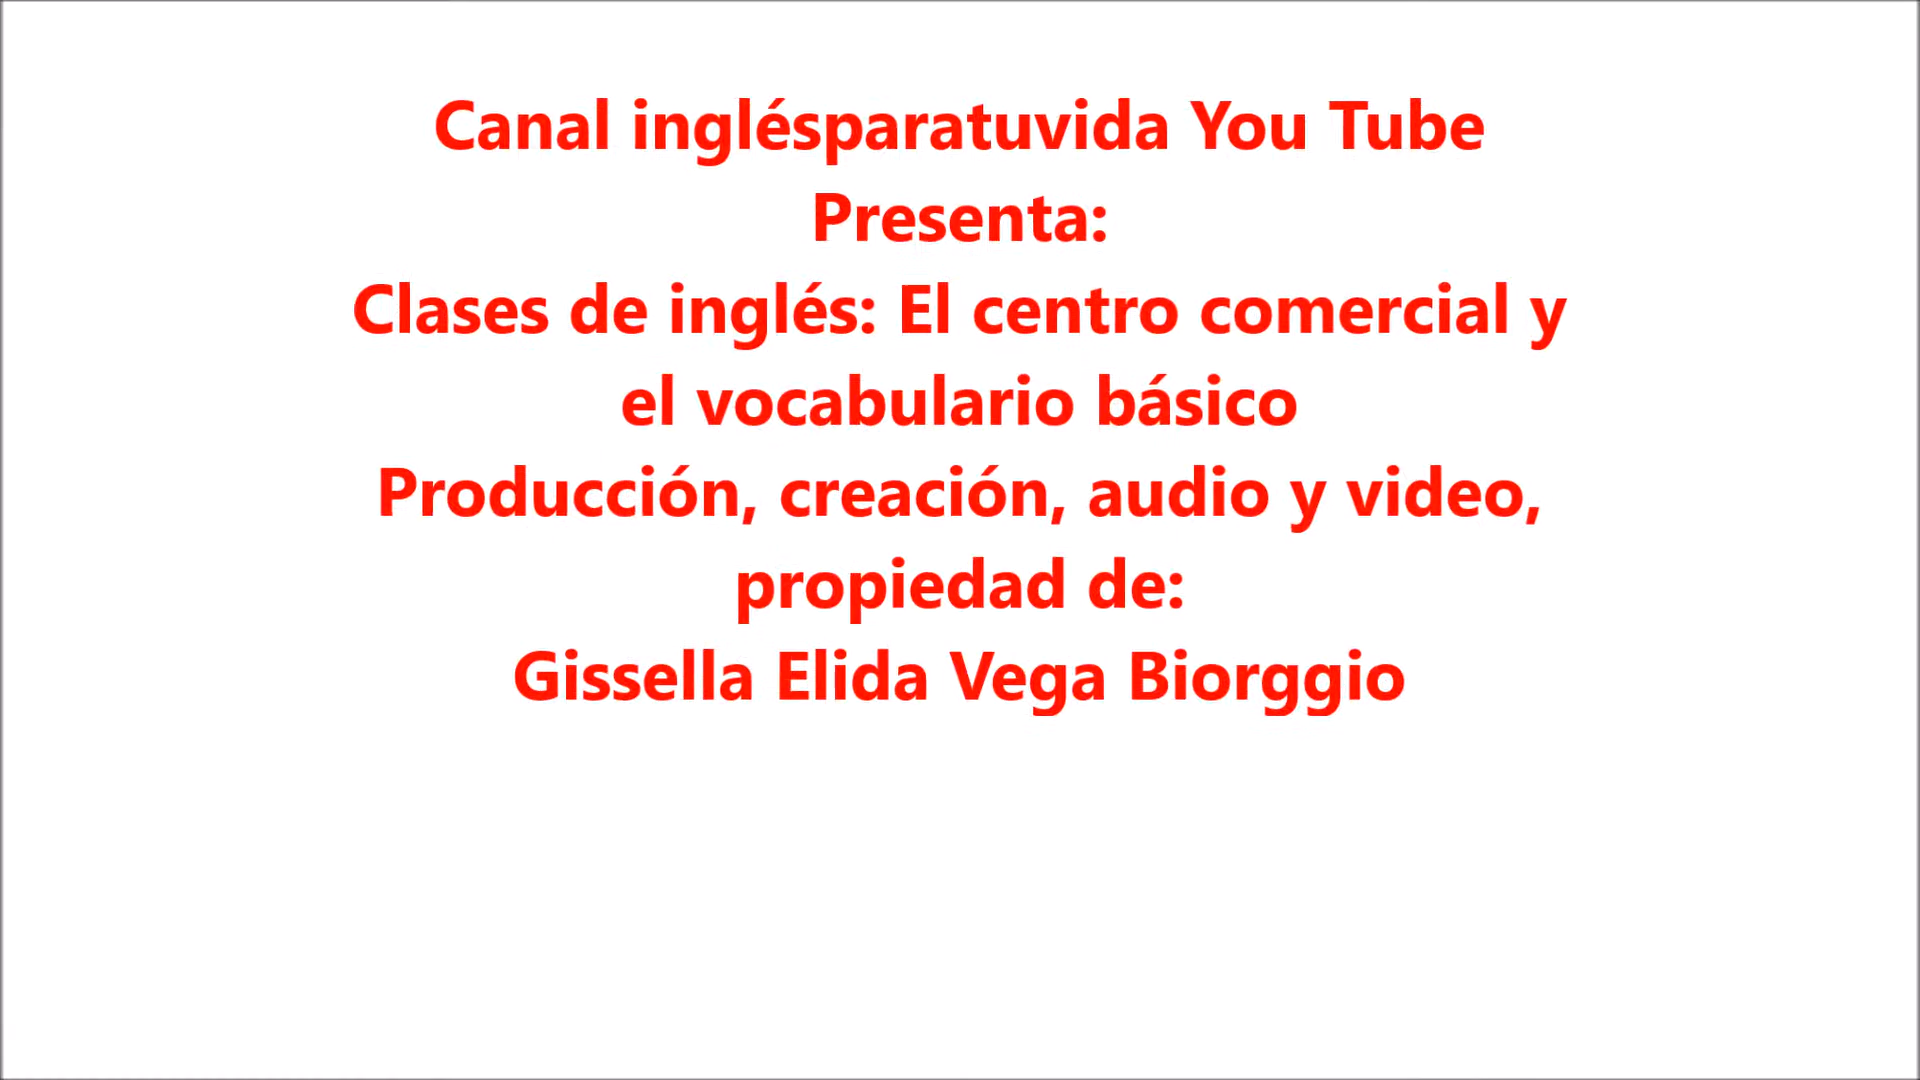 Canal inglésparatuvida You Tube
Presenta:
Clases de inglés: El centro comercial y
el vocabulario básico
Producción, creación, audio y video,
propiedad de:
Gissella Elida Vega Biorggio